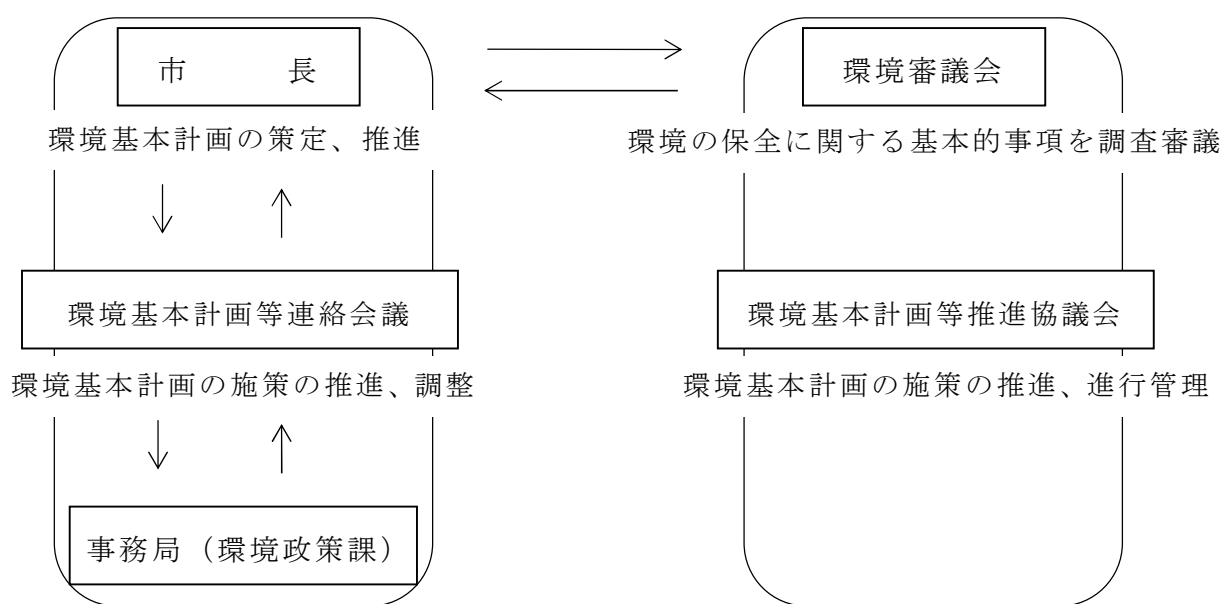 市　　　長
環境審議会
環境基本計画の策定、推進
環境の保全に関する基本的事項を調査審議
環境基本計画等連絡会議
環境基本計画等推進協議会
環境基本計画の施策の推進、調整
環境基本計画の施策の推進、進行管理
事務局（環境政策課）